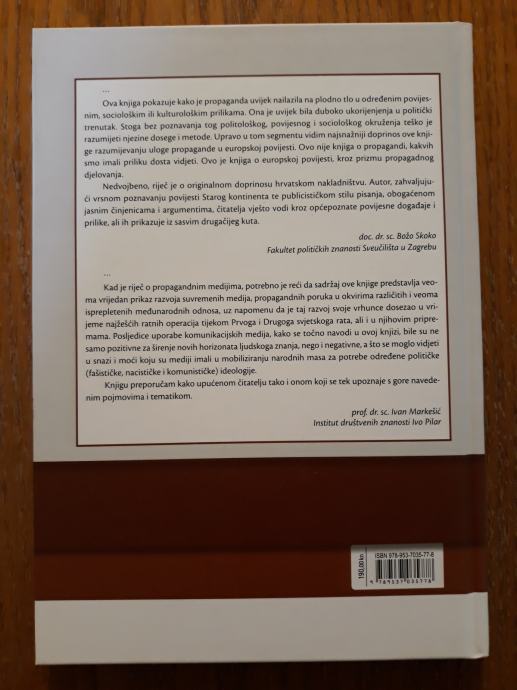 ...
Ova knjiga pokazuje kako je propaganda uvijek nailazila na plodno tlo u određenim povijes-
nim, sociološkim ili kulturološkim prilikama. Ona je uvijek bila duboko ukorijenjena u politički
trenutak. Stoga bez poznavanja tog politološkog, povijesnog i sociološkog okruženja teško je
razumijeti njezine dosege i metode. Upravo u tom segmentu vidim najsnažniji doprinos ove knji-
ge razumijevanju uloge propagande u europskoj povijesti. Ovo nije knjiga o propagandi, kakvih
smo imali priliku dosta vidjeti. Ovo je knjiga o europskoj povijesti, kroz prizmu propagandnog
djelovanja.
Nedvojbeno, riječ je o originalnom doprinosu hrvatskom nakladništvu. Autor, zahvaljuju-
ći vrsnom poznavanju povijesti Starog kontinenta te publicističkom stilu pisanja, obogaćenom
jasnim činjenicama i argumentima, čitatelja vješto vodi kroz općepoznate povijesne događaje i
prilike, ali ih prikazuje iz sasvim drugačijeg kuta.
doc. dr. sc. Božo Skoko
Fakultet političkih znanosti Sveučilišta u Zagrebu
...
Kad je riječ o propagandnim medijima, potrebno je reći da sadržaj ove knjige predstavlja veo-
ma vrijedan prikaz razvoja suvremenih medija, propagandnih poruka u okvirima različitih i veoma
isprepletenih međunarodnih odnosa, uz napomenu da je taj razvoj svoje vrhunce dosezao u vri-
jeme najžešćih ratnih operacija tijekom Prvoga i Drugoga svjetskoga rata, ali i u njihovim pripre-
mama. Posljedice uporabe komunikacijskih medija, kako se točno navodi u ovoj knjizi, bile su ne
samo pozitivne za širenje novih horizonata ljudskoga znanja, nego i negativne, a što se moglo vidjeti
u snazi i moći koju su mediji imali u mobiliziranju narodnih masa za potrebe određene političke
(fašističke, nacističke i komunističke) ideologije.
Knjigu preporučam kako upućenom čitatelju tako i onom koji se tek upoznaje s gore navede-
nim pojmovima i tematikom.
prof. dr. sc. Ivan Markešić
Institut društvenih znanosti Ivo Pilar
ISBN 978-953-7035-77-8
190,00 kn
9 789537 035778